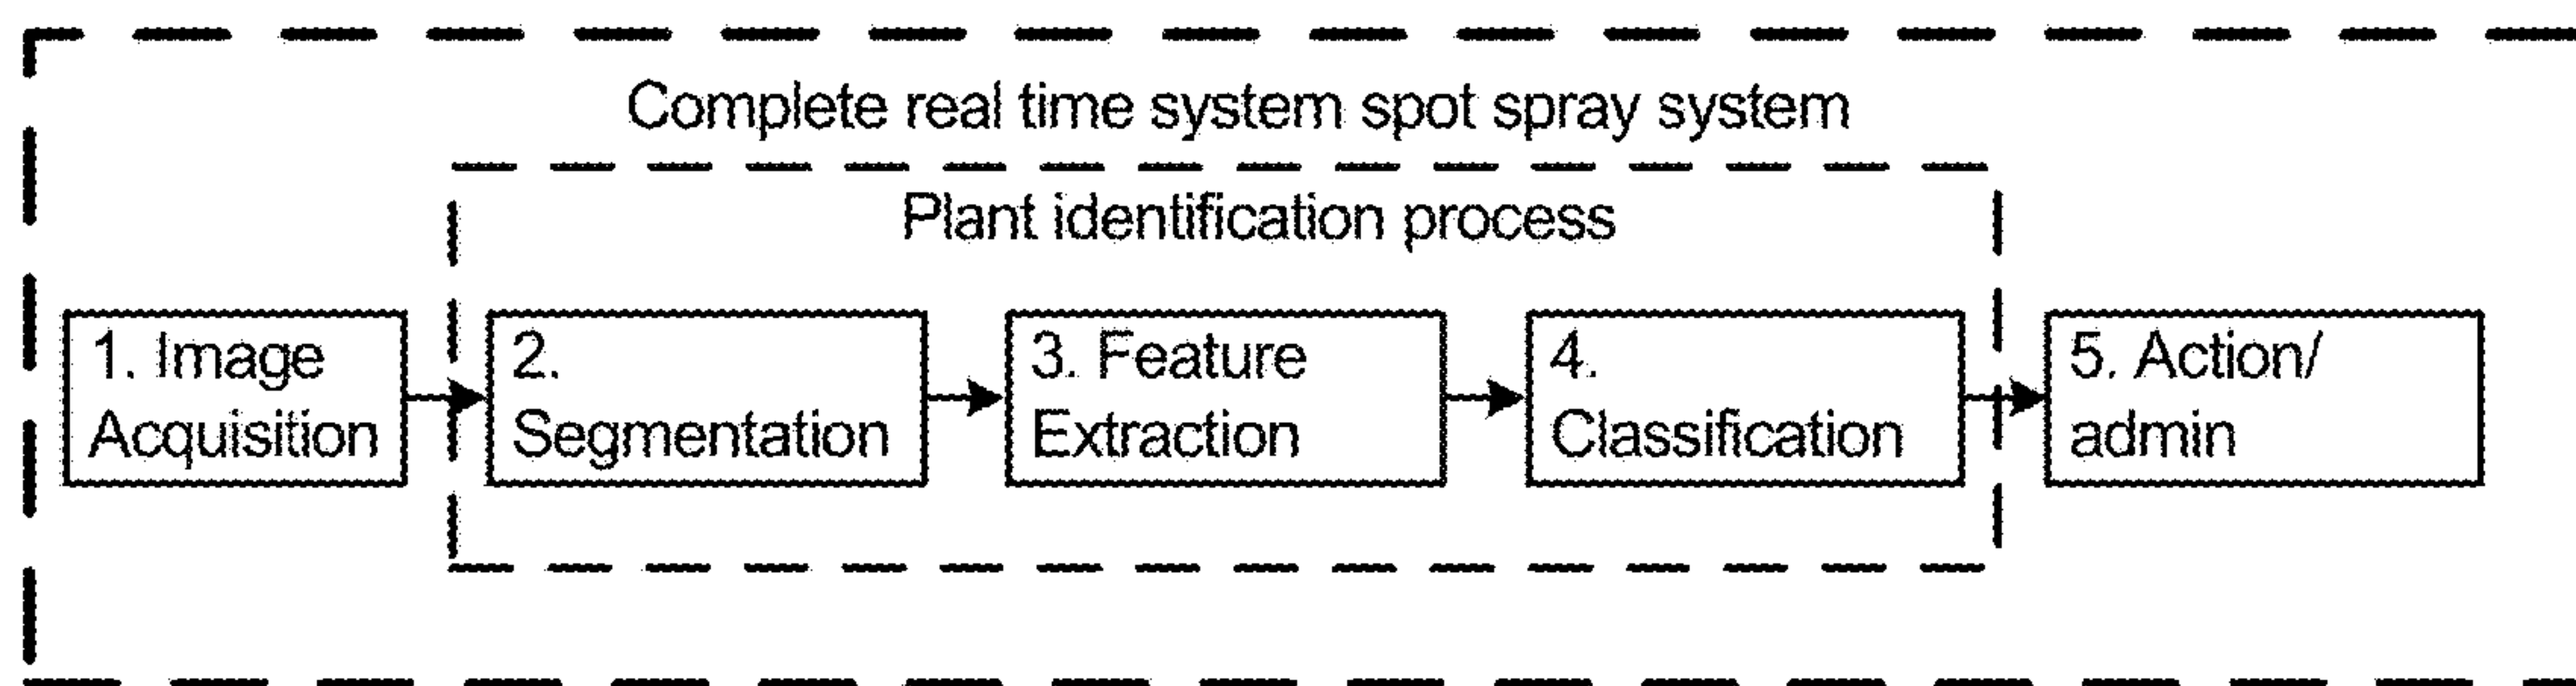 Complete real time system spot spray system
Plant identification process
1. Image
Acquisition
2.
Segmentation
3. Feature
Extraction
4.
Classification
5. Action/
admin